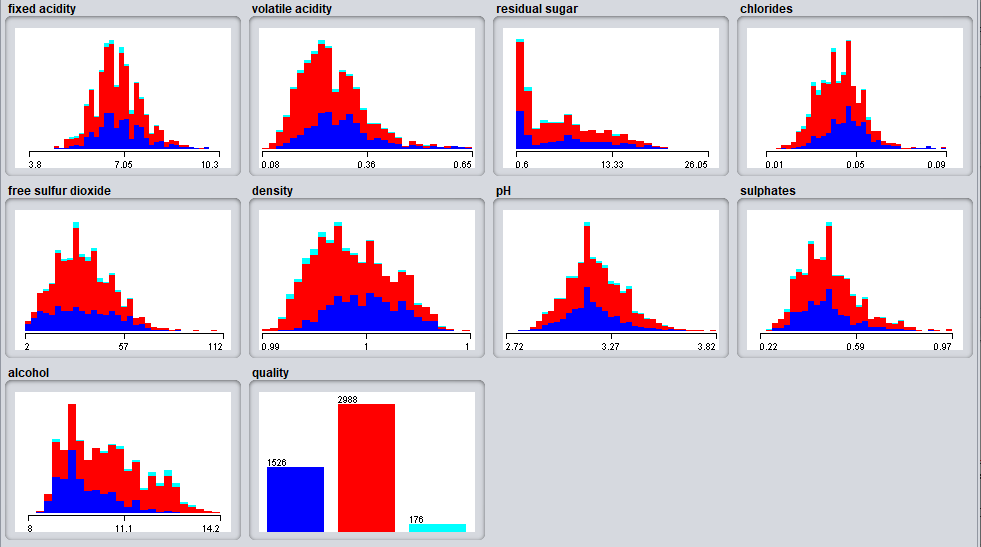 fixed acidity
volatile acidity
residual sugar
chlorides
3.8 7.05 10.3
0.08 0.36 0.65
0.6 13.33 26.05
0.01 0.05 0.09
free sulfur dioxide
density
pH
sulphates
2 57 112
0.99 1 1
2.72 3.27 3.82
0.22 0.59 0.97
alcohol
quality
2988
1526
176
8 11.1 14.2